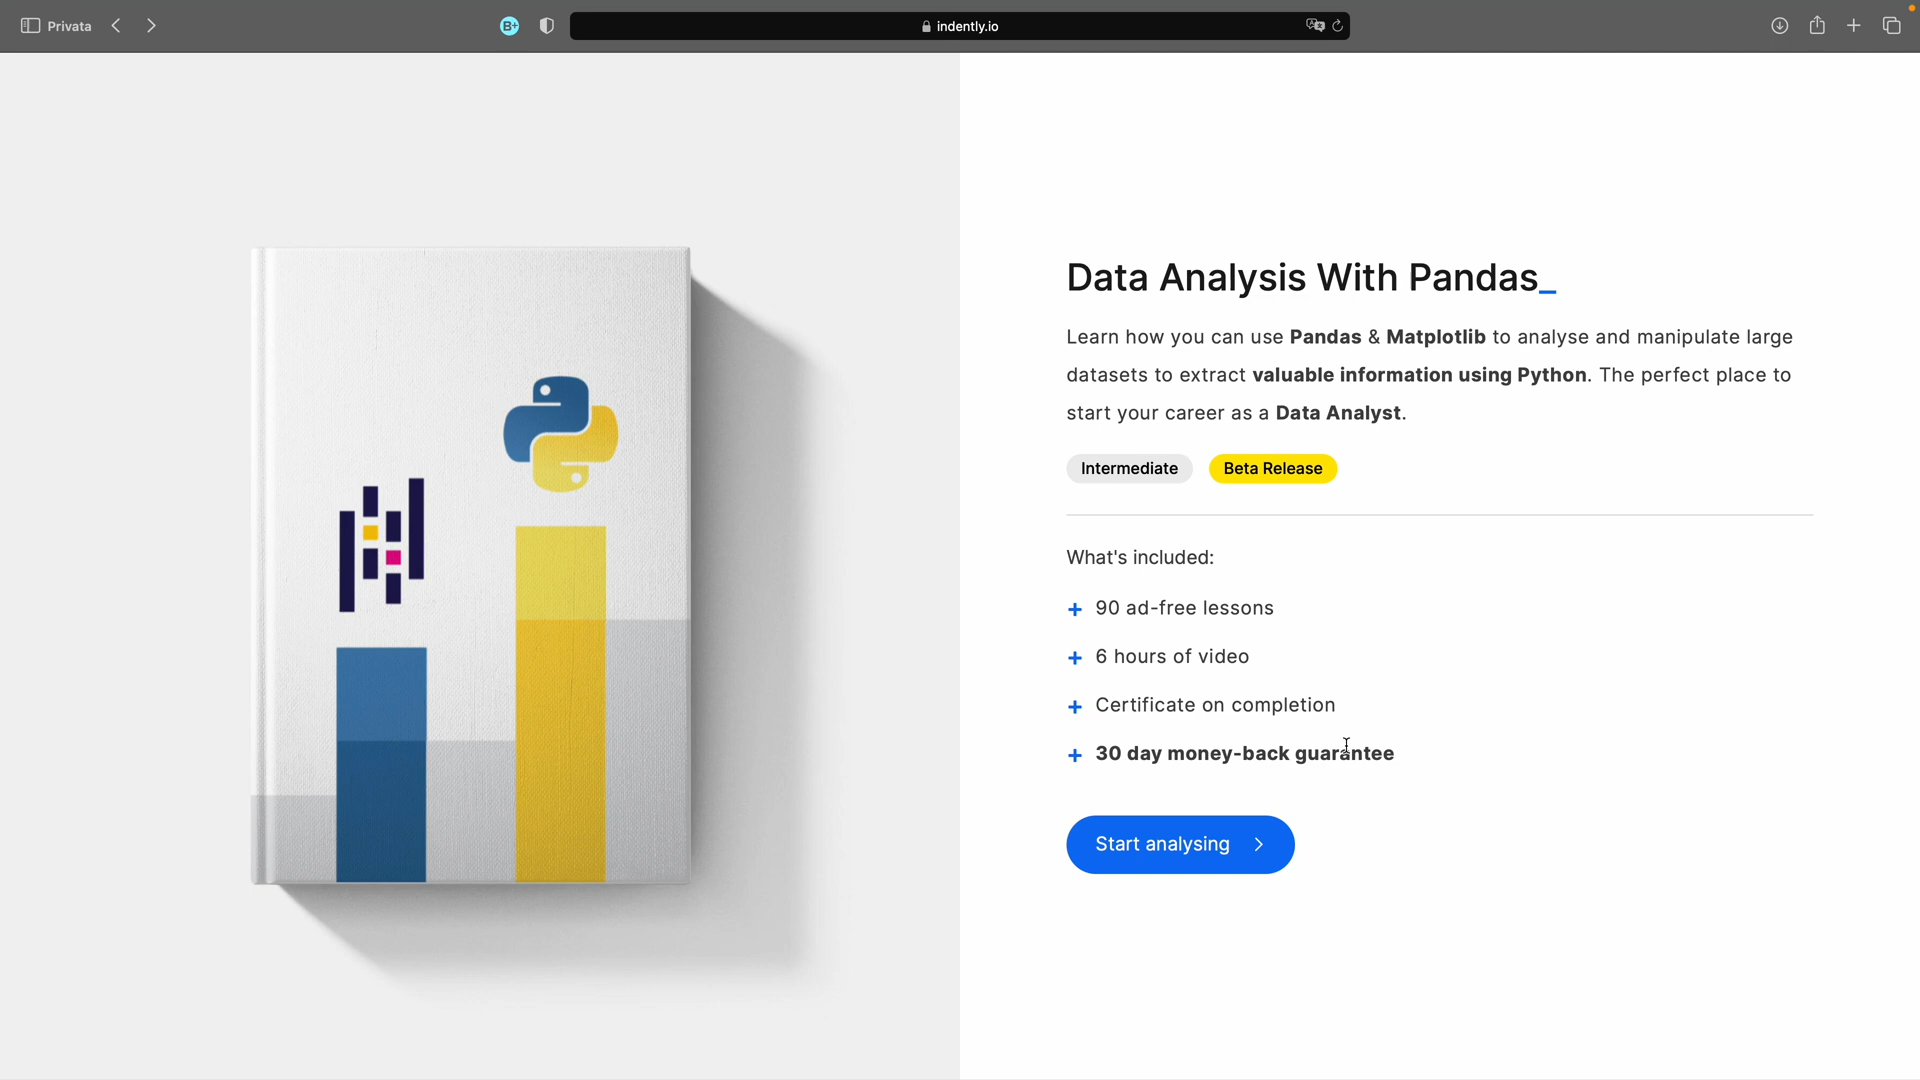 Privata
B+
indently.io
Data Analysis With Pandas_
Learn how you can use Pandas & Matplotlib to analyse and manipulate large
datasets to extract valuable information using Python. The perfect place to
start your career as a Data Analyst.
Intermediate
Beta Release
What's included:
+ 90 ad-free lessons
+ 6 hours of video
+ Certificate on completion
+ 30 day money-back guarantee
Start analysing